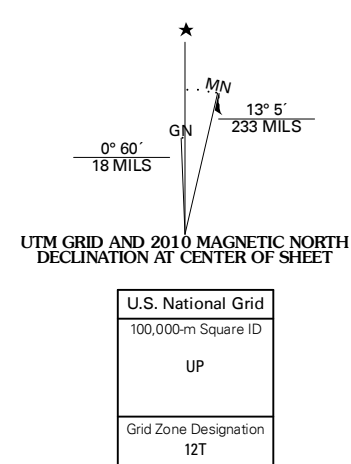 MN
GN
13° 5´
233 MILS
0° 60´
18 MILS
UTM GRID AND 2010 MAGNETIC NORTH
DECLINATION AT CENTER OF SHEET
U.S. National Grid
100,000-m Square ID
UP
Grid Zone Designation
12T